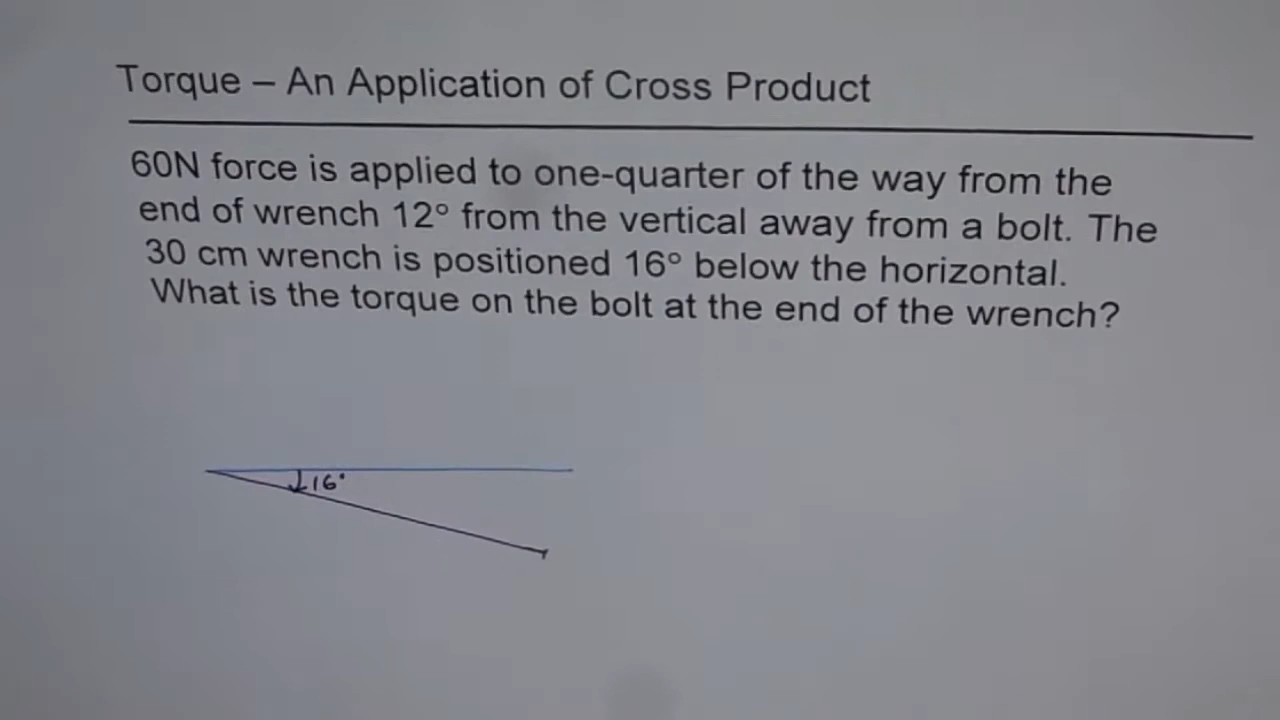 Torque – An Application of Cross Product
60N force is applied to one-quarter of the way from the
end of wrench 12° from the vertical away from a bolt. The
30 cm wrench is positioned 16° below the horizontal.
What is the torque on the bolt at the end of the wrench?
16°